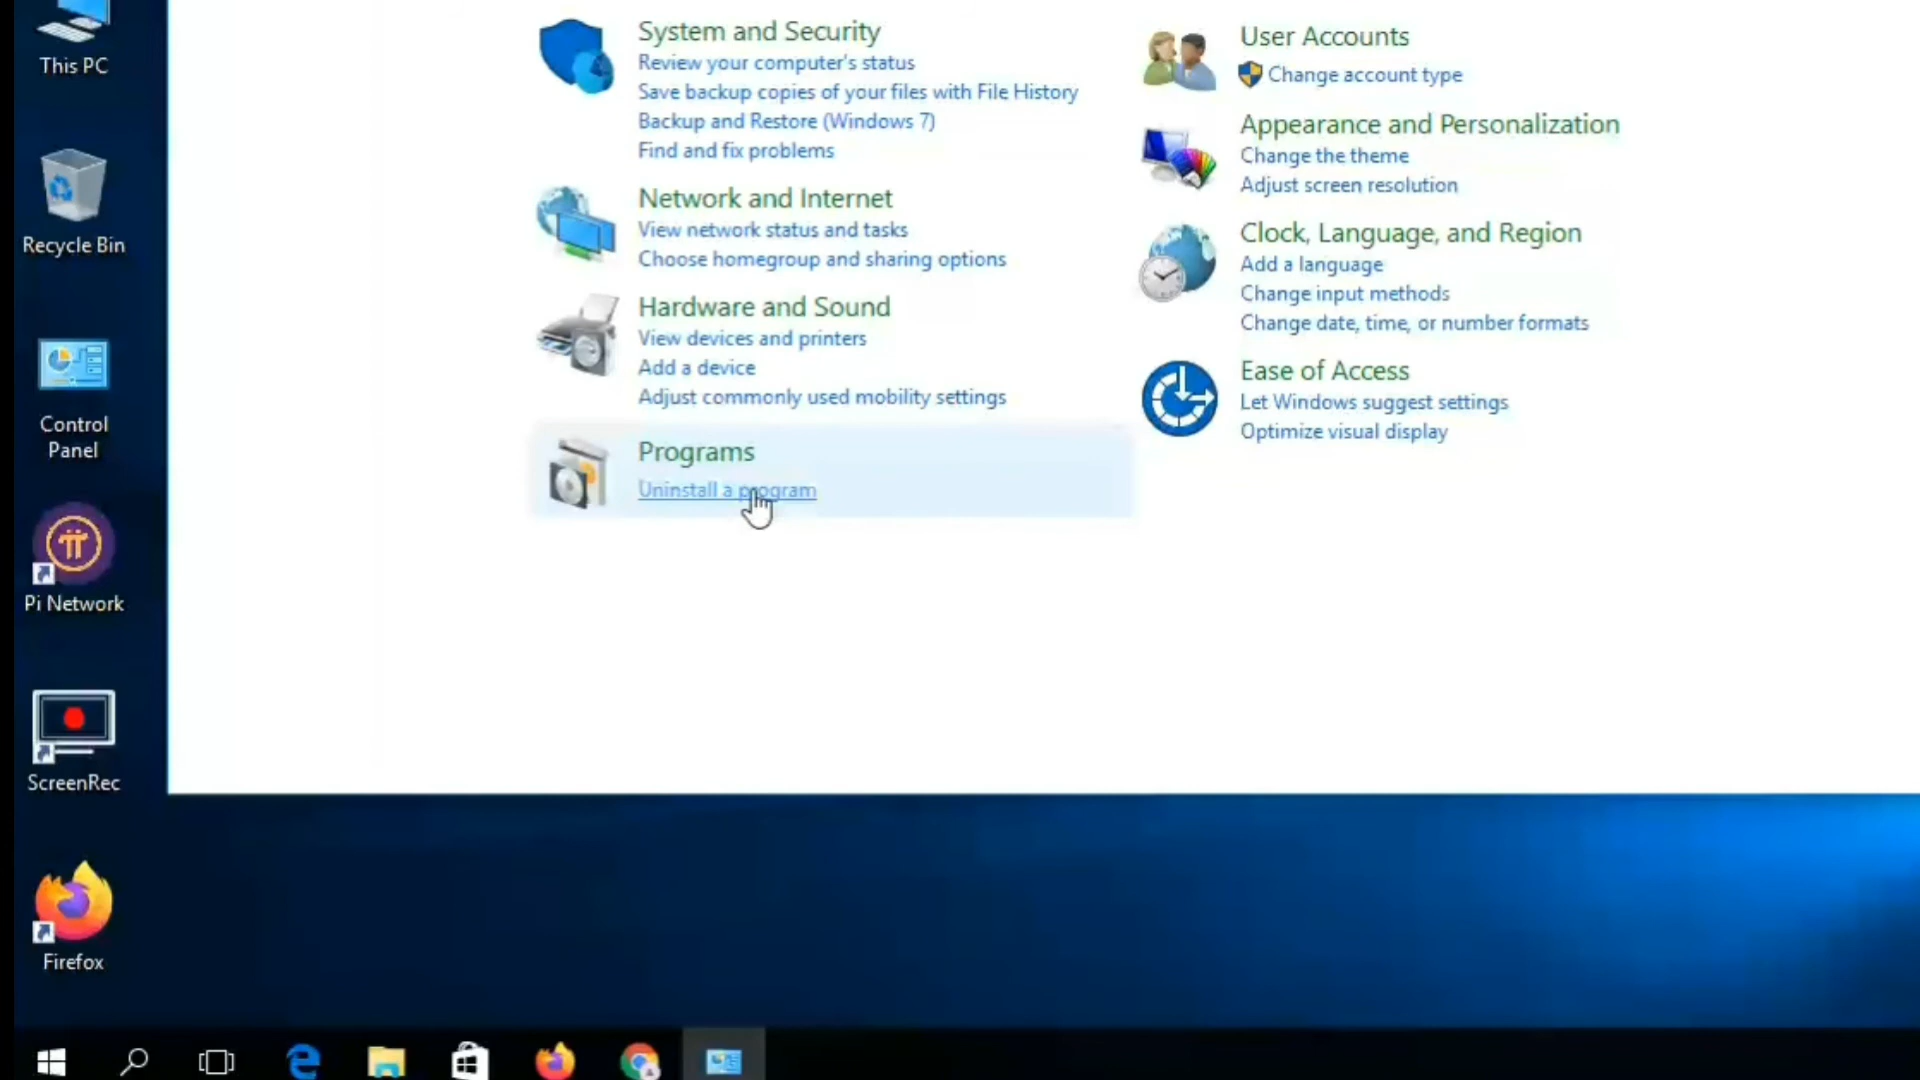 This PC
Recycle Bin
Control
Panel
Pi Network
ScreenRec
Firefox
System and Security
Review your computer's status
Save backup copies of your files with File History
Backup and Restore (Windows 7)
Find and fix problems
Network and Internet
View network status and tasks
Choose homegroup and sharing options
Hardware and Sound
View devices and printers
Add a device
Adjust commonly used mobility settings
Programs
Uninstall a program
User Accounts
Change account type
Appearance and Personalization
Change the theme
Adjust screen resolution
Clock, Language, and Region
Add a language
Change input methods
Change date, time, or number formats
Ease of Access
Let Windows suggest settings
Optimize visual display